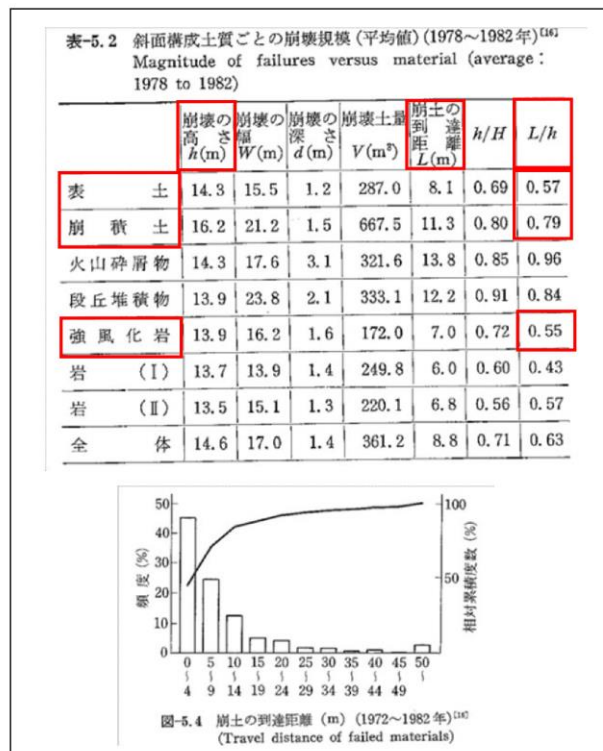 表-5.2 斜面構成土質ごとの崩壊規模(平均値)(1978～1982年)[16]
Magnitude of failures versus material (average:
1978 to 1982)
崩壊の高さ h(m) 崩壊の幅 W(m) 崩壊の深さ d(m) 崩壊土量 V(m³) 崩土の到達距離 L(m) h/H L/h
表土 14.3 15.5 1.2 287.0 8.1 0.69 0.57
崩積土 16.2 21.2 1.5 667.5 11.3 0.80 0.79
火山砕屑物 14.3 17.6 3.1 321.6 13.8 0.85 0.96
段丘堆積物 13.9 23.8 2.1 333.1 12.2 0.91 0.84
強風化岩 13.9 16.2 1.6 172.0 7.0 0.72 0.55
岩(I) 13.7 13.9 1.4 249.8 6.0 0.60 0.43
岩(II) 13.5 15.1 1.3 220.1 6.8 0.56 0.57
全体 14.6 17.0 1.4 361.2 8.8 0.71 0.63
頻度(%)
50
40
30
20
10
0
100
50
相対累積度数(%)
0～4 5～9 10～14 15～19 20～24 25～29 30～34 35～39 40～44 45～49 50～
図-5.4 崩土の到達距離(m)(1972～1982年)[16]
(Travel distance of failed materials)